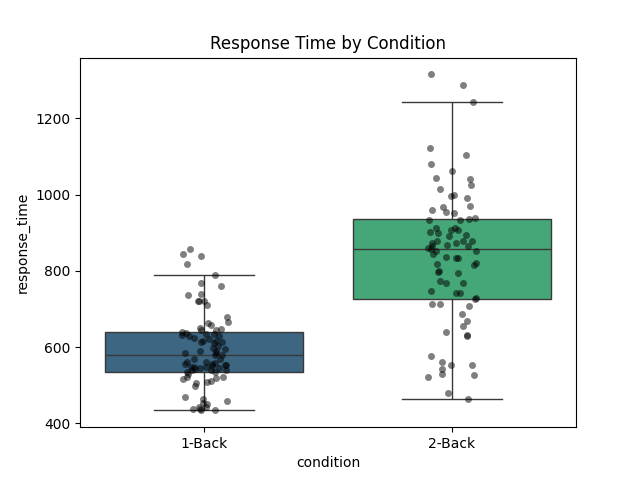 Response Time by Condition
response_time
1200
1000
800
600
400
1-Back
2-Back
condition